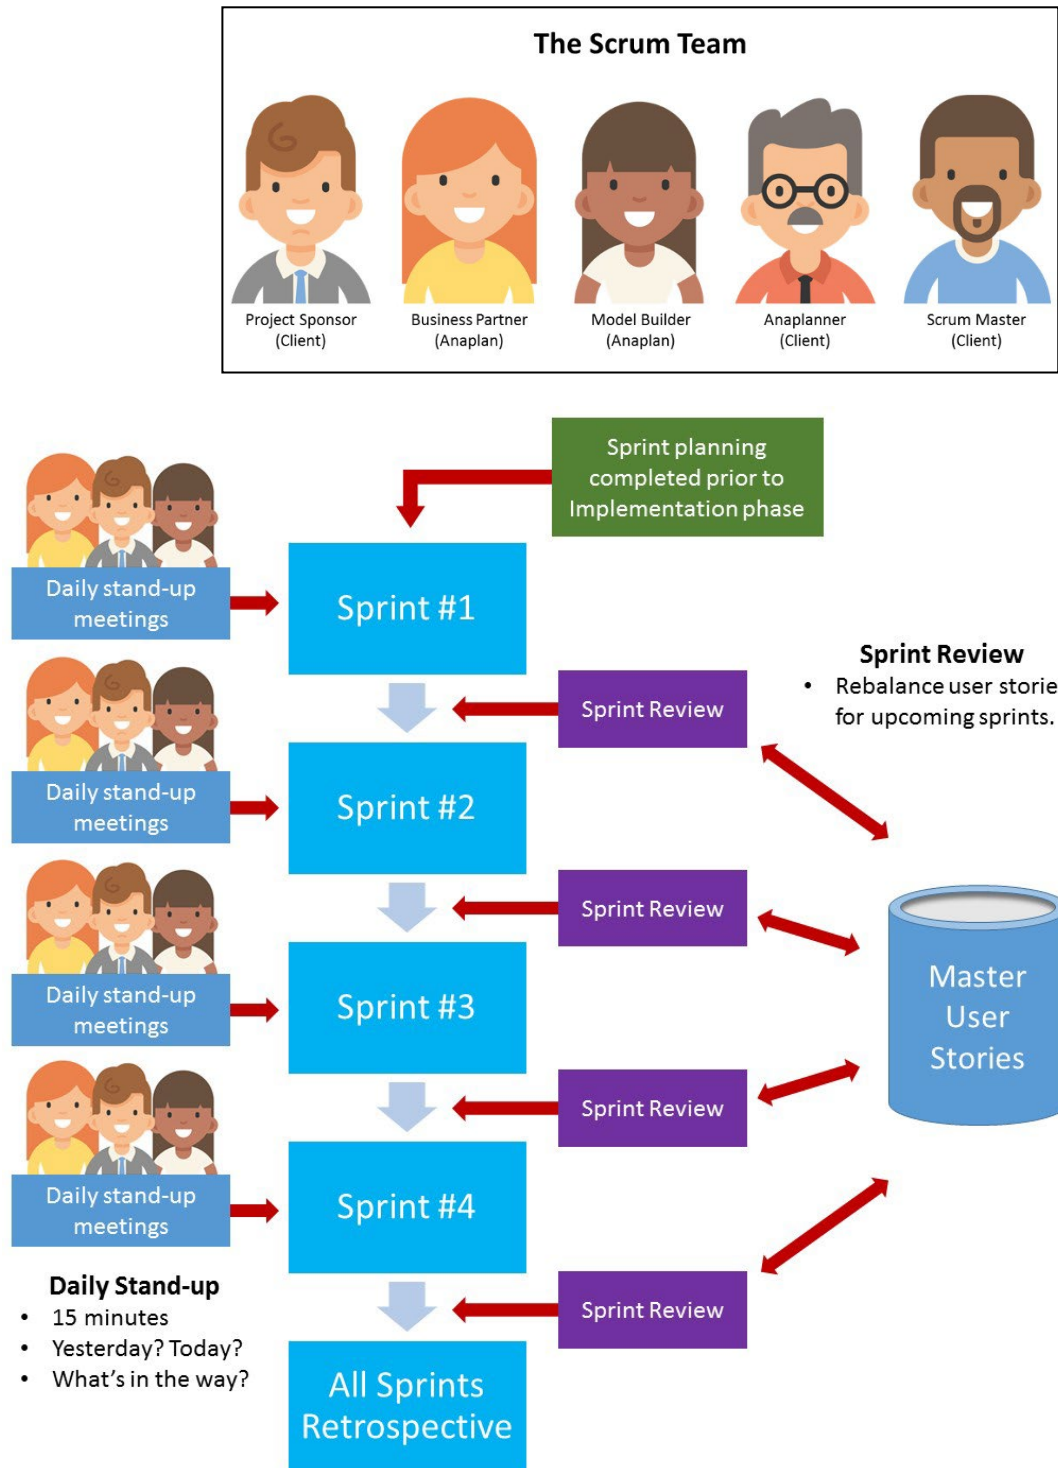 The Scrum Team
Project Sponsor
(Client)
Business Partner
(Anaplan)
Model Builder
(Anaplan)
Anaplanner
(Client)
Scrum Master
(Client)
Sprint planning
completed prior to
Implementation phase
Daily stand-up
meetings
Sprint #1
Sprint Review
Sprint Review
• Rebalance user storie
for upcoming sprints.
Daily stand-up
meetings
Sprint #2
Sprint Review
Daily stand-up
meetings
Sprint #3
Master
User
Stories
Sprint Review
Daily stand-up
meetings
Sprint #4
Sprint Review
Daily Stand-up
• 15 minutes
• Yesterday? Today?
• What's in the way?
All Sprints
Retrospective